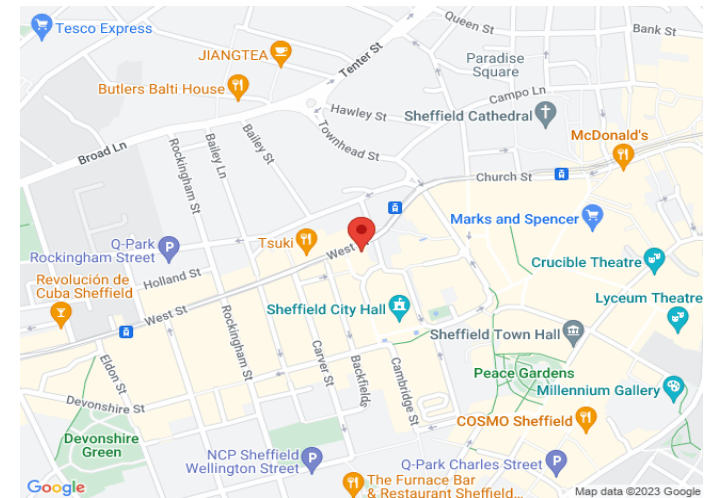 Queen St
Bank St
Tesco Express
JIANGTEA
Tenter St
Paradise
Square
Butlers Balti House
Campo Ln
Hawley St
Sheffield Cathedral
McDonald's
Townhead St
Broad Ln
Bailey Ln
Bailey St
Rockingham St
Church St
Marks and Spencer
Q-Park
Rockingham Street
Tsuki
West
Crucible Theatre
Holland St
Revolución de
Cuba Sheffield
Lyceum Theatre
West St
Sheffield City Hall
Sheffield Town Hall
Rockingham St
Carver St
Backfields
Cambridge St
Eldon St
Peace Gardens
Millennium Gallery
Devonshire St
COSMO Sheffield
Devonshire
Green
NCP Sheffield
Wellington Street
Q-Park Charles Street
The Furnace Bar
& Restaurant Sheffield...
Google
Map data ©2023 Google